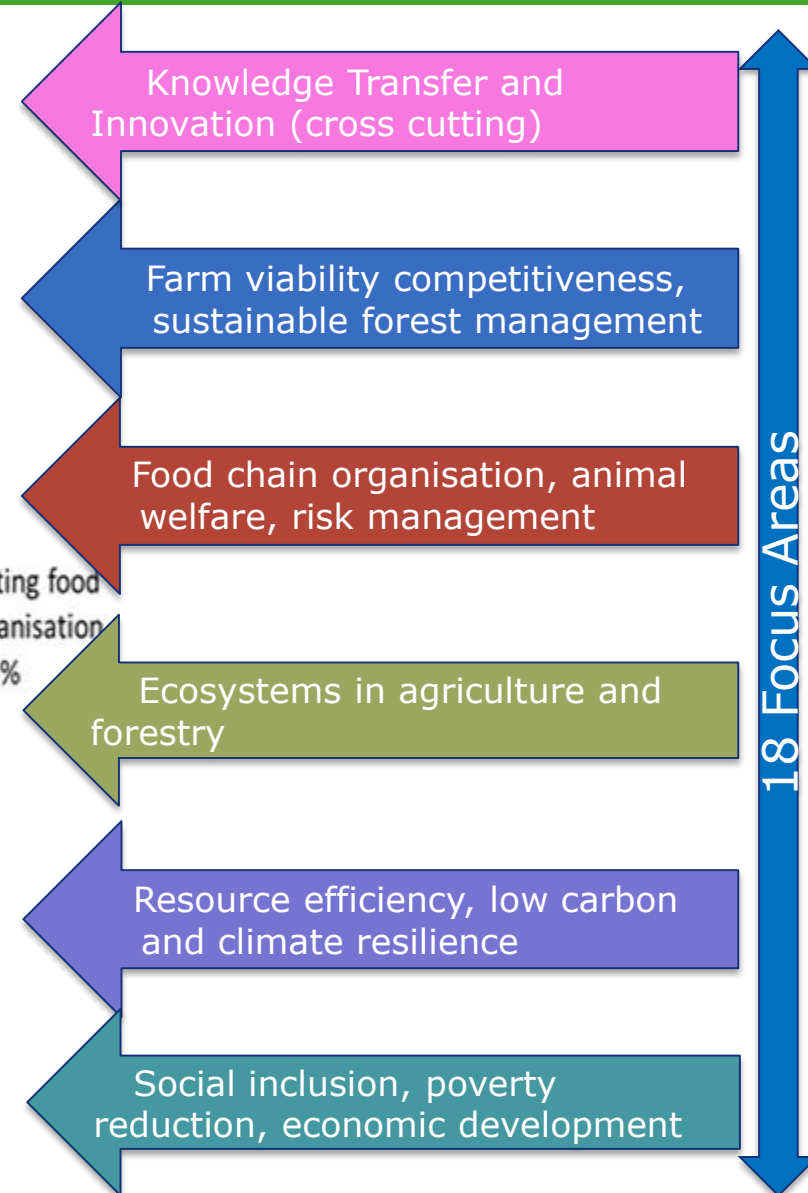 Knowledge Transfer and
Innovation (cross cutting)
Farm viability competitiveness,
sustainable forest management
Food chain organisation, animal
welfare, risk management
food
%
Ecosystems in agriculture and
forestry
Resource efficiency, low carbon
and climate resilience
Social inclusion, poverty
reduction, economic development
18 Focus Areas